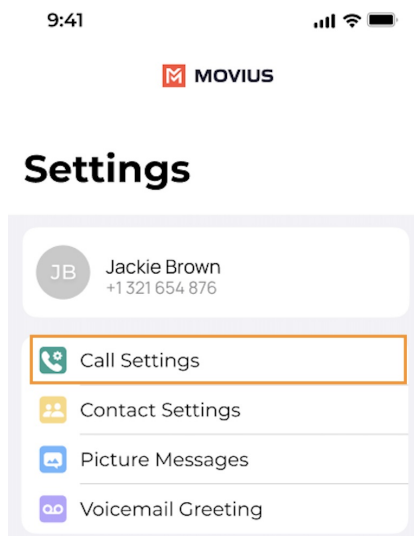 9:41
MOVIUS
Settings
JB
Jackie Brown
+1 321 654 876
Call Settings
Contact Settings
Picture Messages
Voicemail Greeting